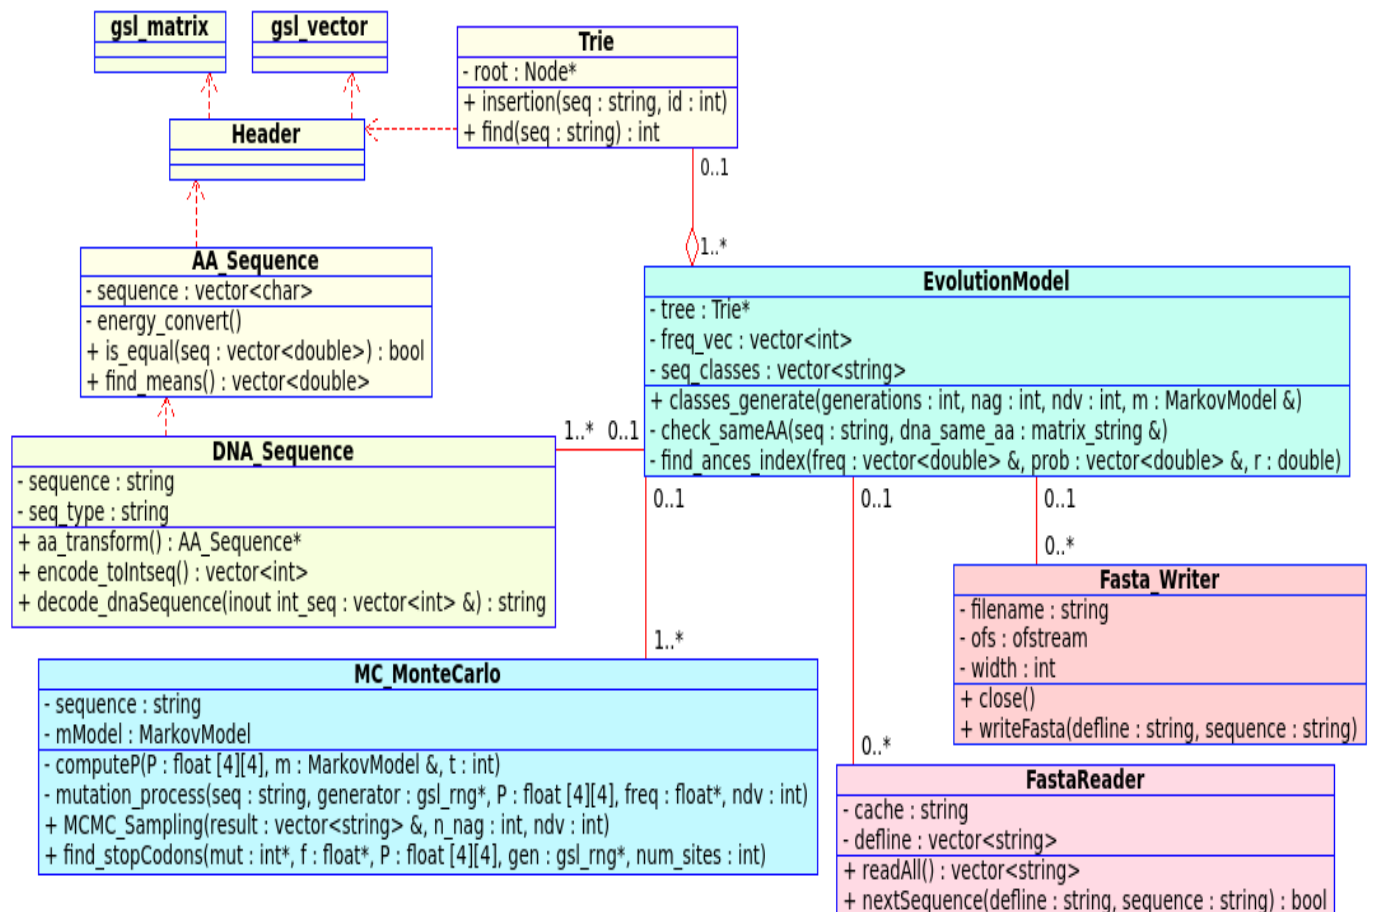 gsl_matrix
gsl_vector
Trie
- root : Node*
+ insertion(seq : string, id : int)
+ find(seq : string) : int
Header
0..1
1..*
AA_Sequence
- sequence : vector<char>
- energy_convert()
+ is_equal(seq : vector<double>) : bool
+ find_means() : vector<double>
EvolutionModel
- tree : Trie*
- freq_vec : vector<int>
- seq_classes : vector<string>
+ classes_generate(generations : int, nag : int, ndv : int, m : MarkovModel &)
- check_sameAA(seq : string, dna_same_aa : matrix_string &)
- find_ances_index(freq : vector<double> &, prob : vector<double> &, r : double)
1..* 0..1
DNA_Sequence
- sequence : string
- seq_type : string
+ aa_transform() : AA_Sequence*
+ encode_toIntseq() : vector<int>
+ decode_dnaSequence(inout int_seq : vector<int> &) : string
0..1
0..1
0..1
0..*
Fasta_Writer
- filename : string
- ofs : ofstream
- width : int
+ close()
+ writeFasta(defline : string, sequence : string)
1..*
MC_MonteCarlo
- sequence : string
- mModel : MarkovModel
- computeP(P : float [4][4], m : MarkovModel &, t : int)
- mutation_process(seq : string, generator : gsl_rng*, P : float [4][4], freq : float*, ndv : int)
+ MCMC_Sampling(result : vector<string> &, n_nag : int, ndv : int)
+ find_stopCodons(mut : int*, f : float*, P : float [4][4], gen : gsl_rng*, num_sites : int)
0..*
FastaReader
- cache : string
- defline : vector<string>
+ readAll() : vector<string>
+ nextSequence(defline : string, sequence : string) : bool